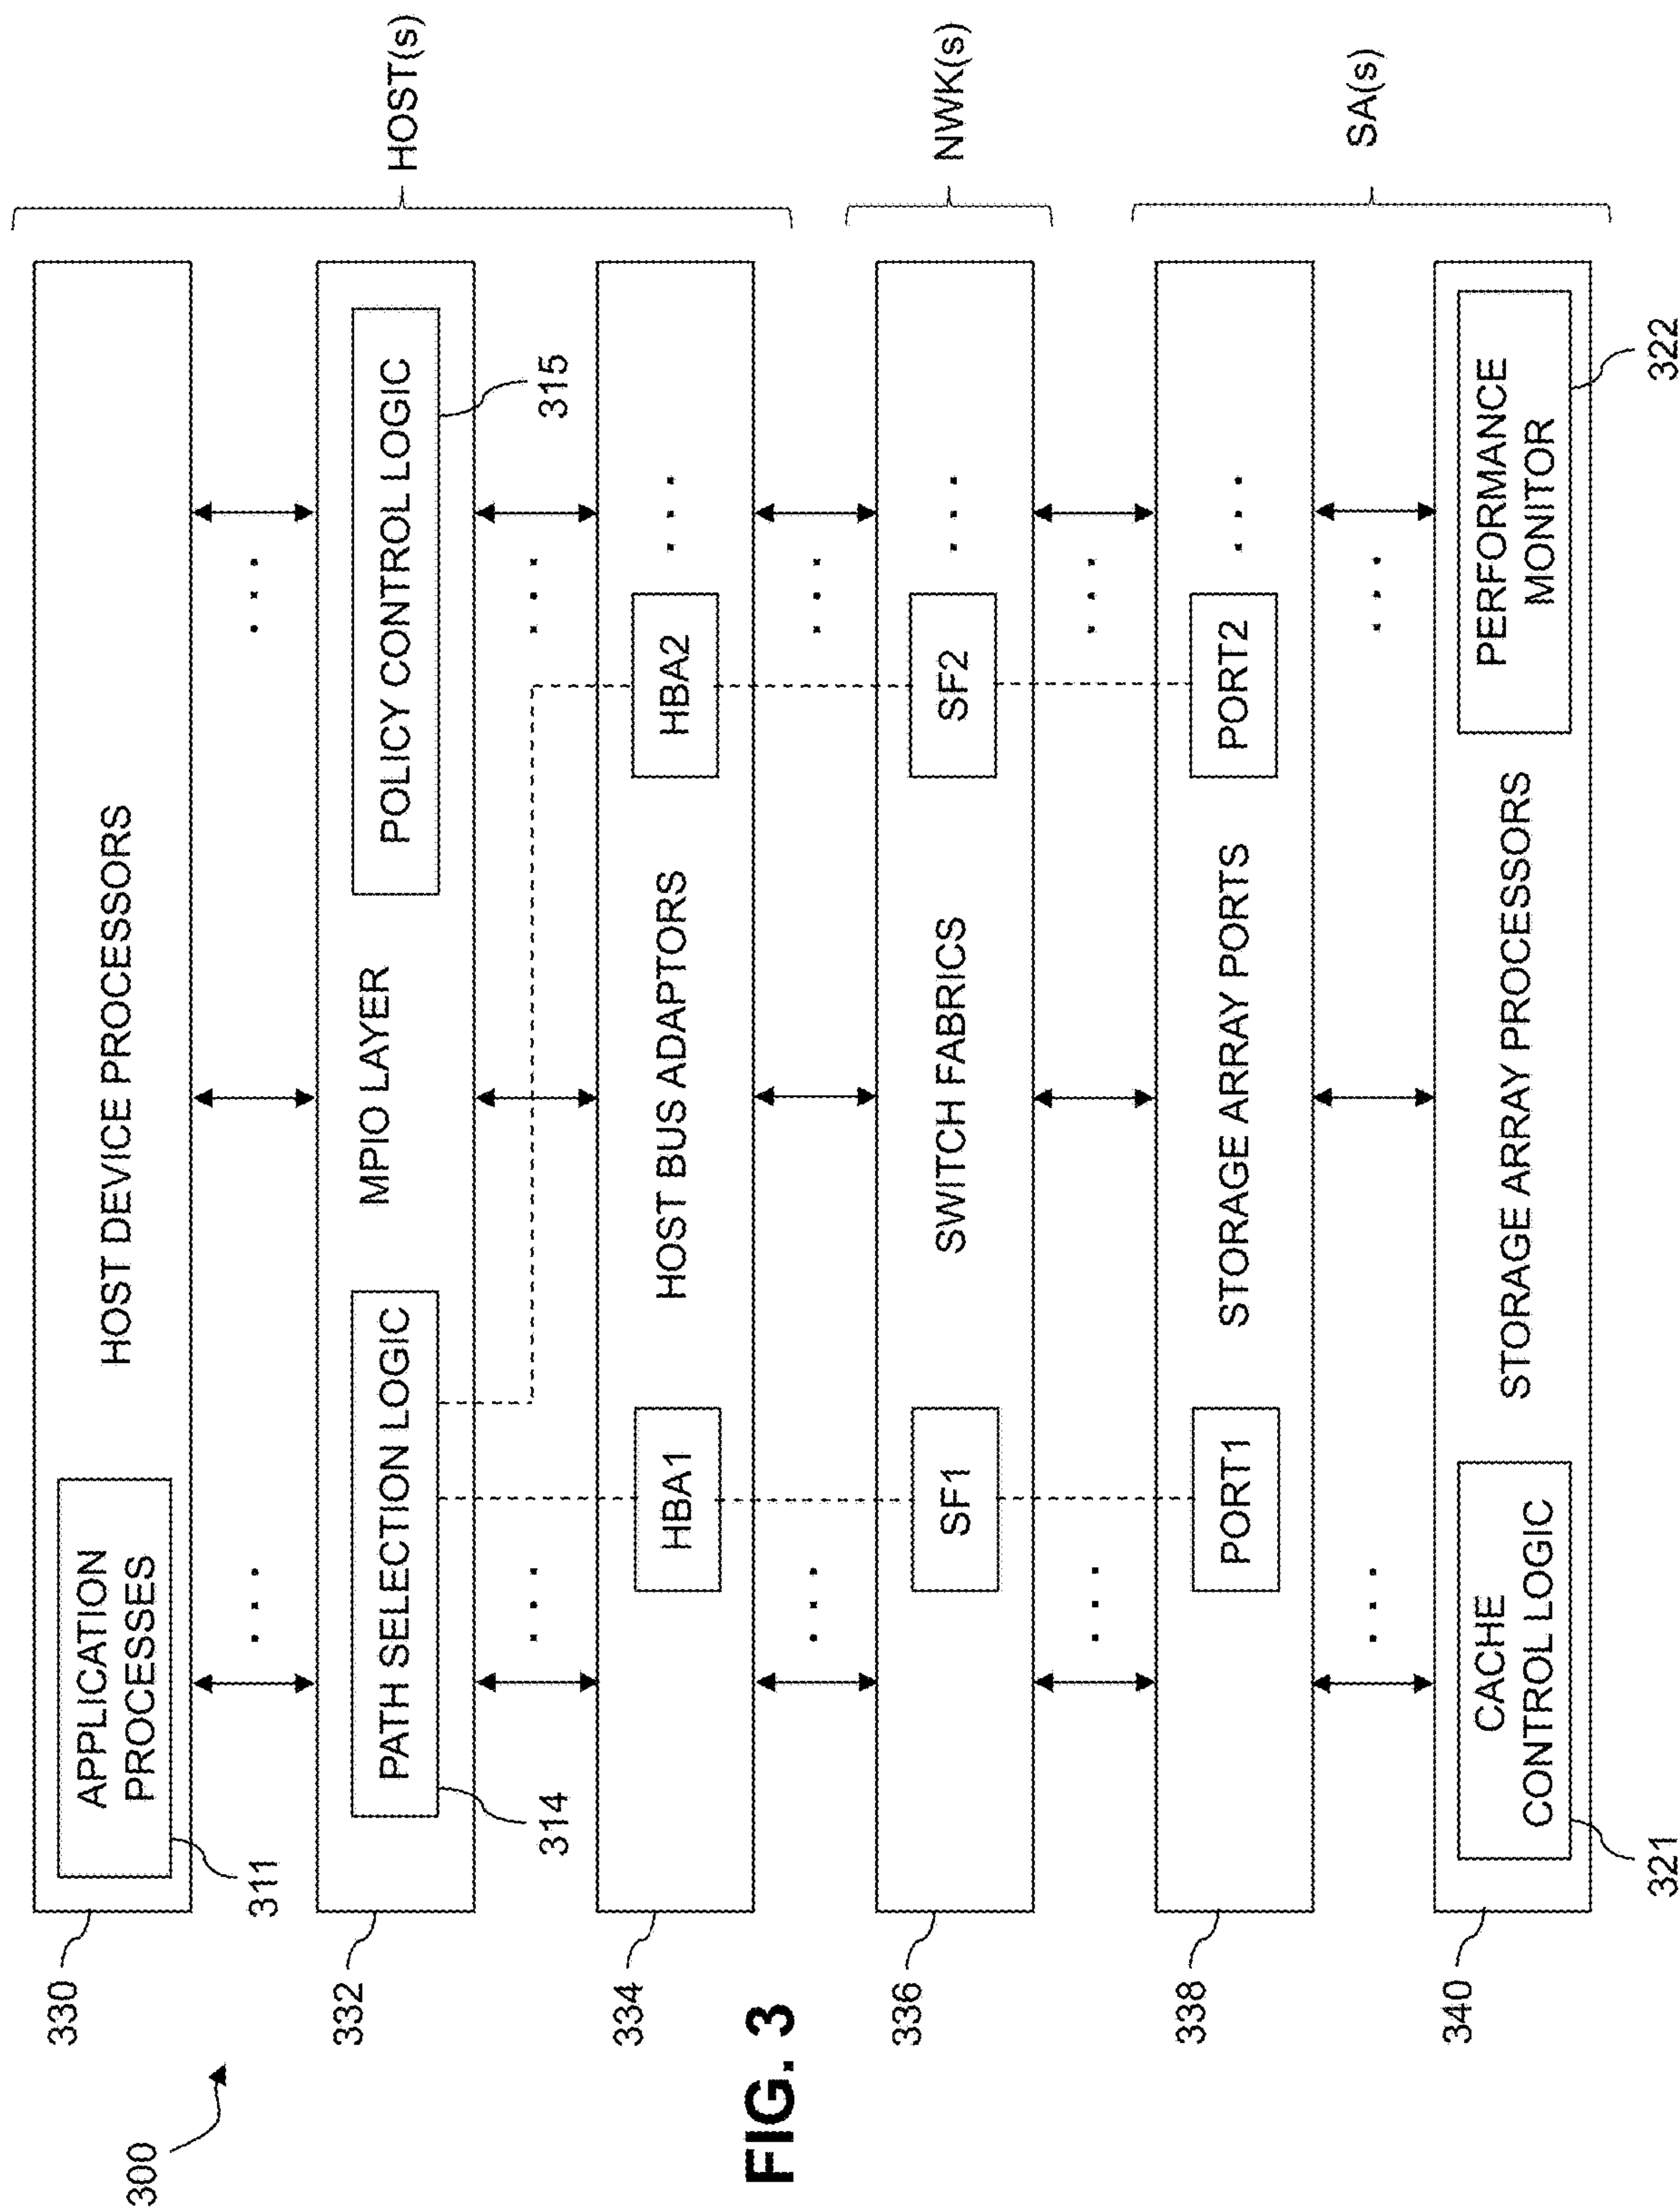 300
330
HOST DEVICE PROCESSORS
APPLICATION
PROCESSES
311
HOST(s)
332
PATH SELECTION LOGIC
MPIO LAYER
POLICY CONTROL LOGIC
314
315
334
HBA1
HOST BUS ADAPTORS
HBA2
336
SF1
SWITCH FABRICS
SF2
NWK(s)
338
PORT1
STORAGE ARRAY PORTS
PORT2
SA(s)
340
CACHE
CONTROL LOGIC
STORAGE ARRAY PROCESSORS
PERFORMANCE
MONITOR
321
322
FIG. 3